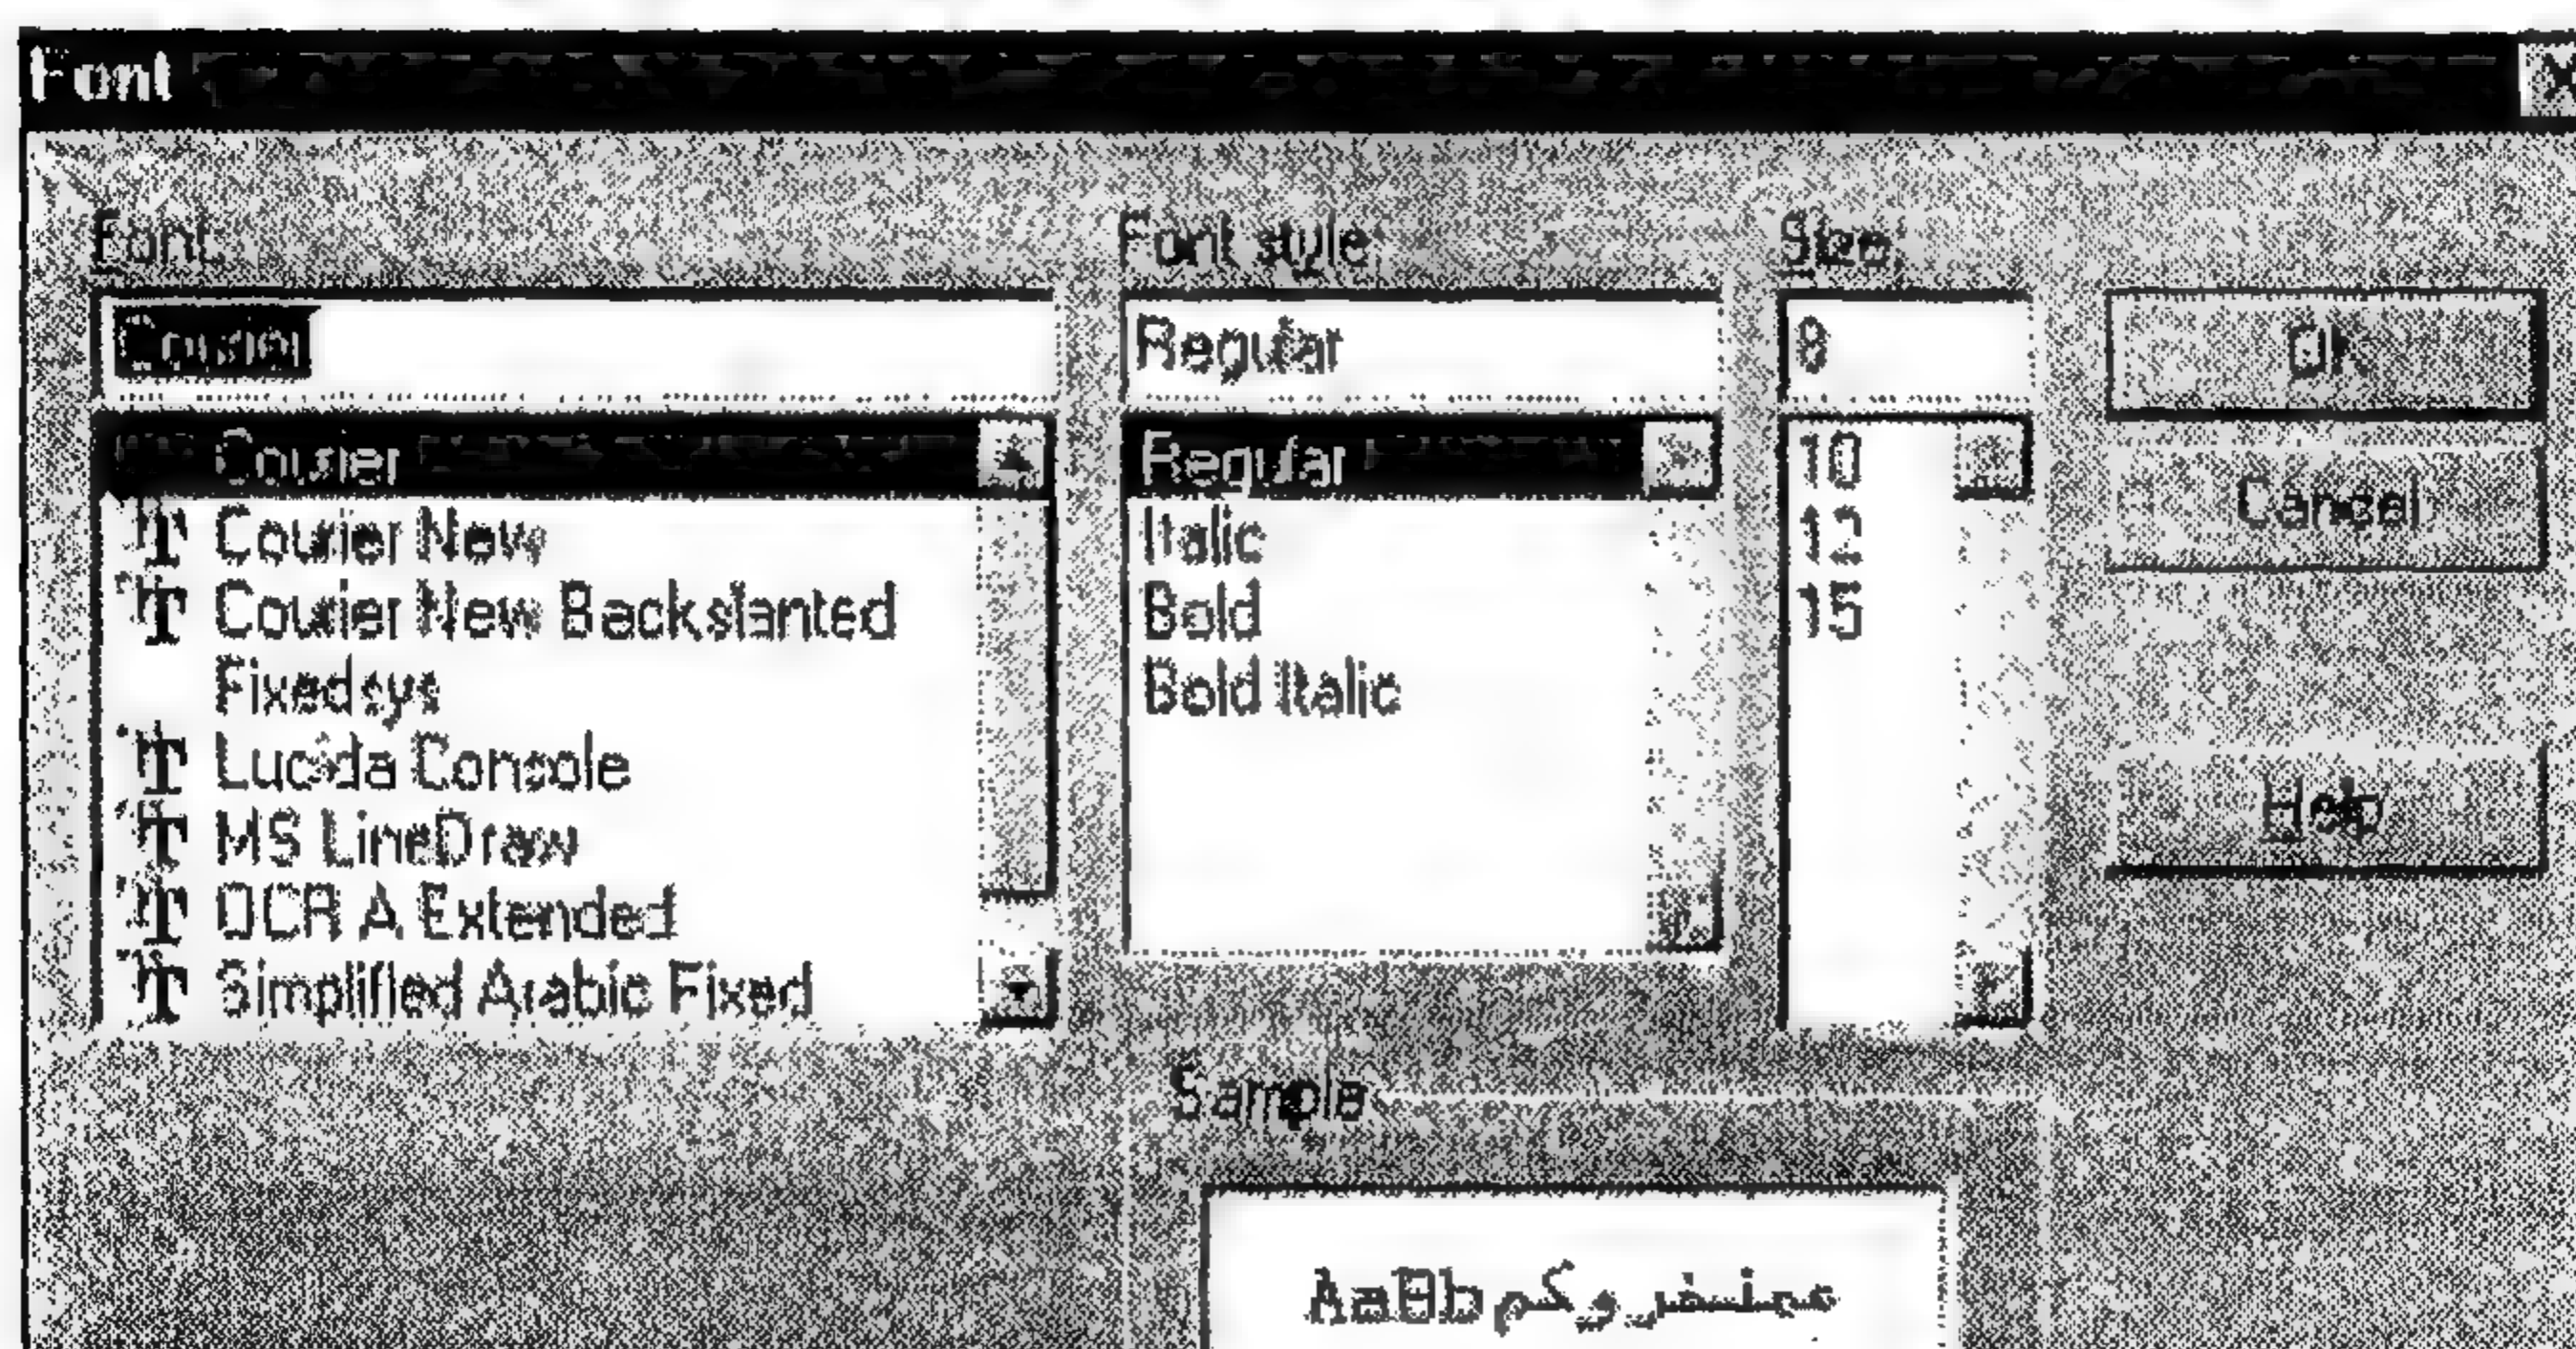 Font
Font:
Font style:
Size:
Courier
Regular
8
OK
Courier
Courier New
Courier New Backslanted
Fixedsys
Lucida Console
MS LineDraw
OCR A Extended
Simplified Arabic Fixed
Regular
Italic
Bold
Bold Italic
10
12
15
Cancel
Help
Sample
AaBb